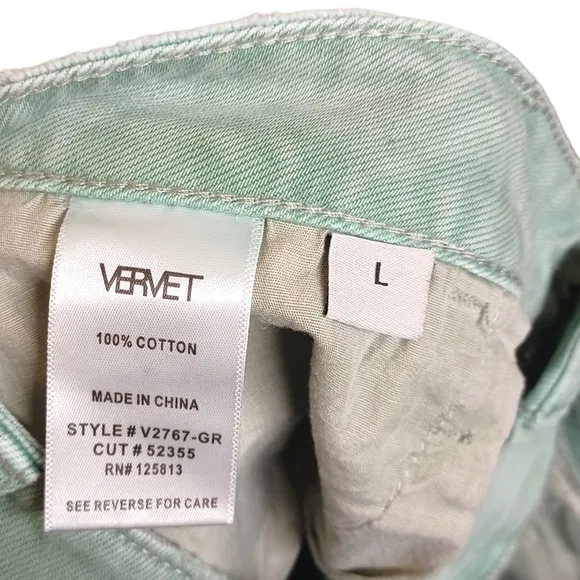 VERVET
100% COTTON
MADE IN CHINA
STYLE # V2767-GR
CUT # 52355
RN# 125813
SEE REVERSE FOR CARE
L